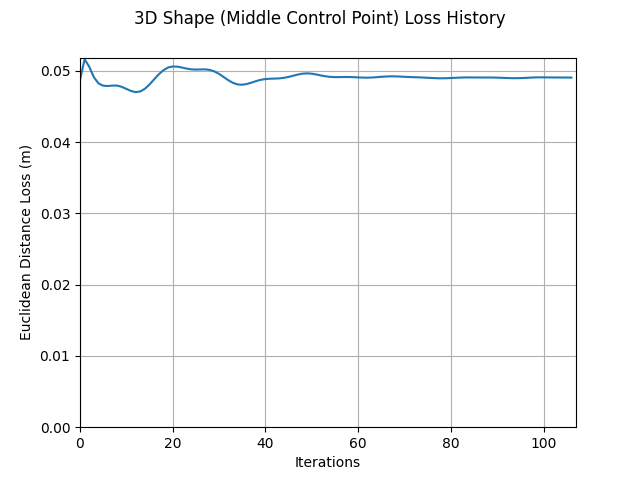 3D Shape (Middle Control Point) Loss History
Euclidean Distance Loss (m)
0.05
0.04
0.03
0.02
0.01
0.00
0 20 40 60 80 100
Iterations